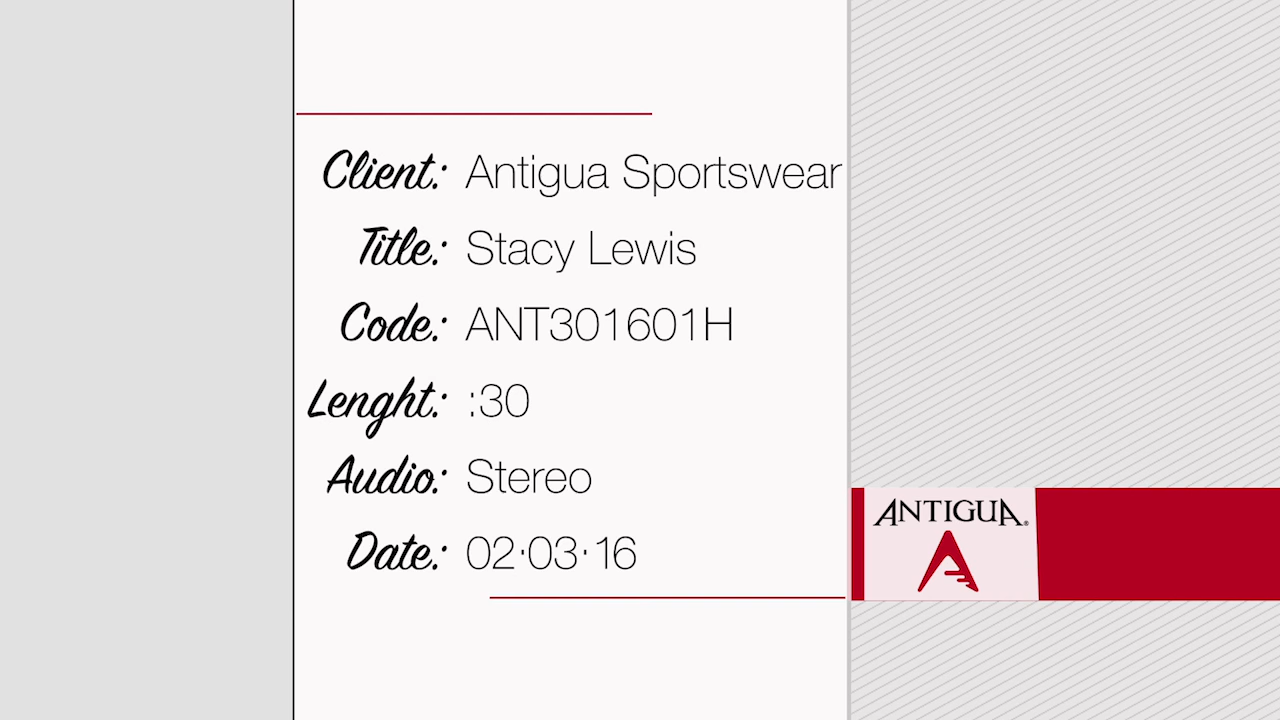 Client: Antigua Sportswear
Title: Stacy Lewis
Code: ANT301601H
Lenght: :30
Audio: Stereo
Date: 02·03·16
ANTIGUA®